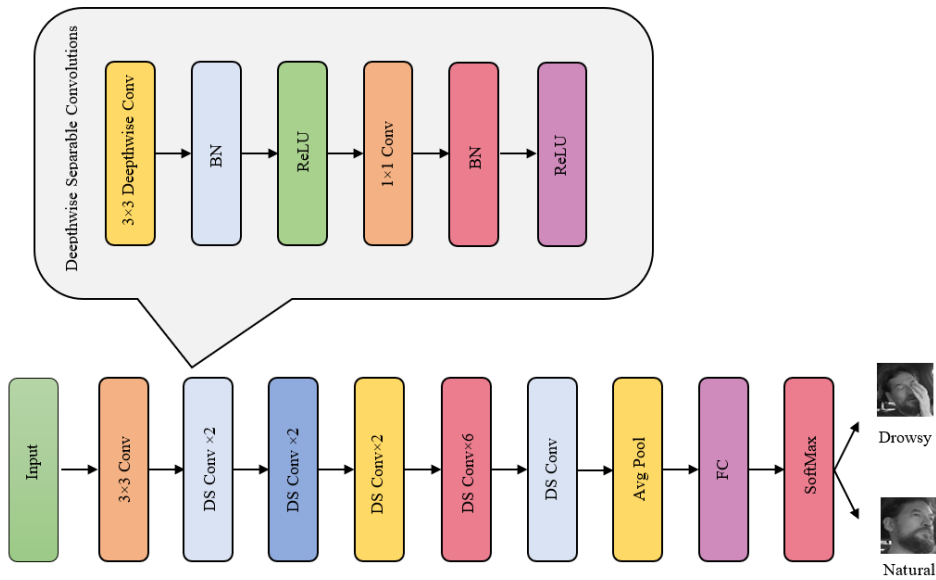 Deepthwise Separable Convolutions
3×3 Deepthwise Conv
BN
ReLU
1×1 Conv
BN
ReLU
Input
3×3 Conv
DS Conv ×2
DS Conv×2
DS Conv×2
DS Conv×6
DS Conv
Avg Pool
FC
SoftMax
Drowsy
Natural